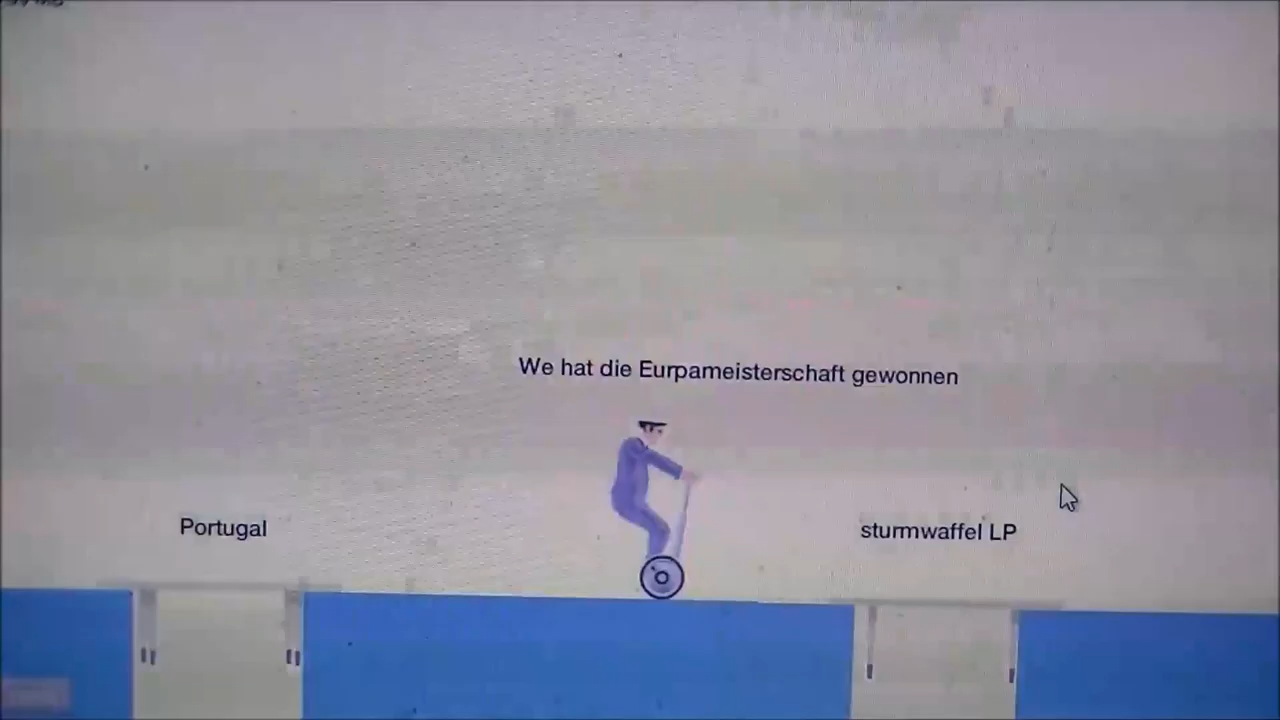 We hat die Eurpameisterschaft gewonnen
Portugal
sturmwaffel LP